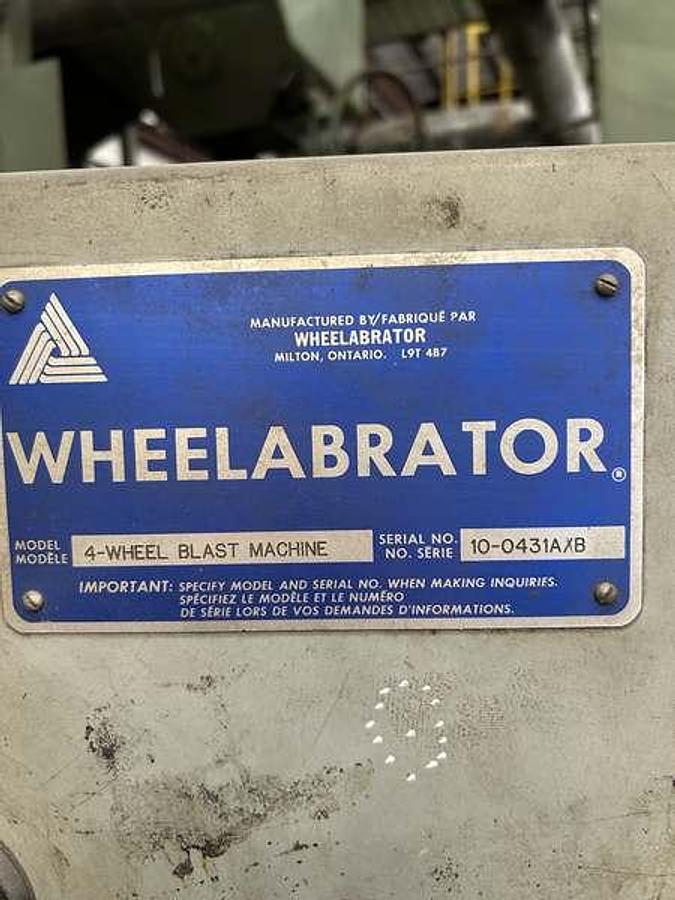 MANUFACTURED BY/FABRIQUÉ PAR
WHEELABRATOR
MILTON, ONTARIO. L9T 4B7
WHEELABRATOR®
MODEL
MODÈLE
4-WHEEL BLAST MACHINE
SERIAL NO.
NO. SÉRIE
10-0431A/B
IMPORTANT: SPECIFY MODEL AND SERIAL NO. WHEN MAKING INQUIRIES.
SPÉCIFIEZ LE MODÈLE ET LE NUMÉRO
DE SÉRIE LORS DE VOS DEMANDES D'INFORMATIONS.